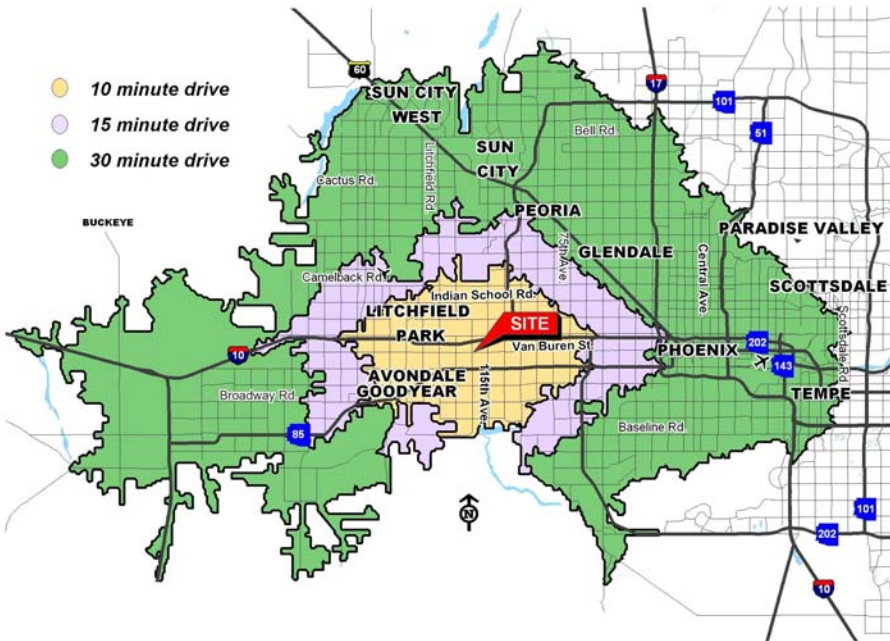 10 minute drive
15 minute drive
30 minute drive
60
SUN CITY
WEST
17
101
51
Bell Rd.
SUN
CITY
Litchfield Rd.
Cactus Rd.
BUCKEYE
PEORIA
PARADISE VALLEY
75th Ave
GLENDALE
Central Ave.
Camelback Rd.
SCOTTSDALE
Indian School Rd.
LITCHFIELD
PARK
SITE
Scottsdale Rd.
Van Buren St.
PHOENIX
202
10
143
AVONDALE
GOODYEAR
115th Ave.
Broadway Rd.
TEMPE
85
Baseline Rd.
N
101
202
10